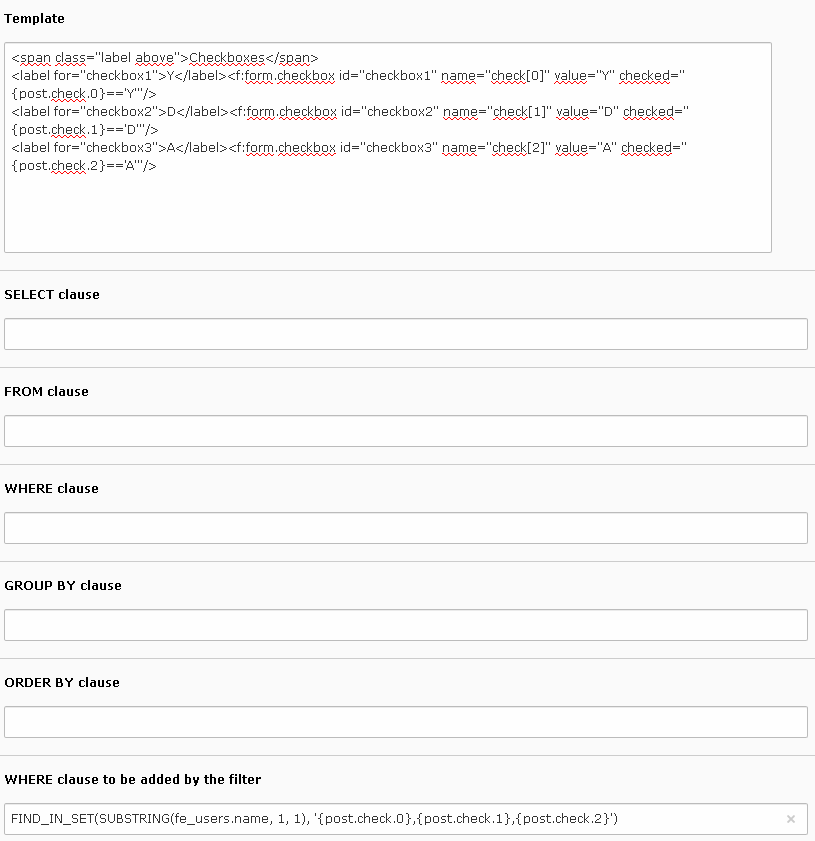 Template
<span class="label above">Checkboxes</span>
<label for="checkbox1">Y</label><f:form.checkbox id="checkbox1" name="check[0]" value="Y" checked="
{post.check.0}=='Y'"/>
<label for="checkbox2">D</label><f:form.checkbox id="checkbox2" name="check[1]" value="D" checked="
{post.check.1}=='D'"/>
<label for="checkbox3">A</label><f:form.checkbox id="checkbox3" name="check[2]" value="A" checked="
{post.check.2}=='A'"/>
SELECT clause
FROM clause
WHERE clause
GROUP BY clause
ORDER BY clause
WHERE clause to be added by the filter
FIND_IN_SET(SUBSTRING(fe_users.name, 1, 1), '{post.check.0},{post.check.1},{post.check.2}')